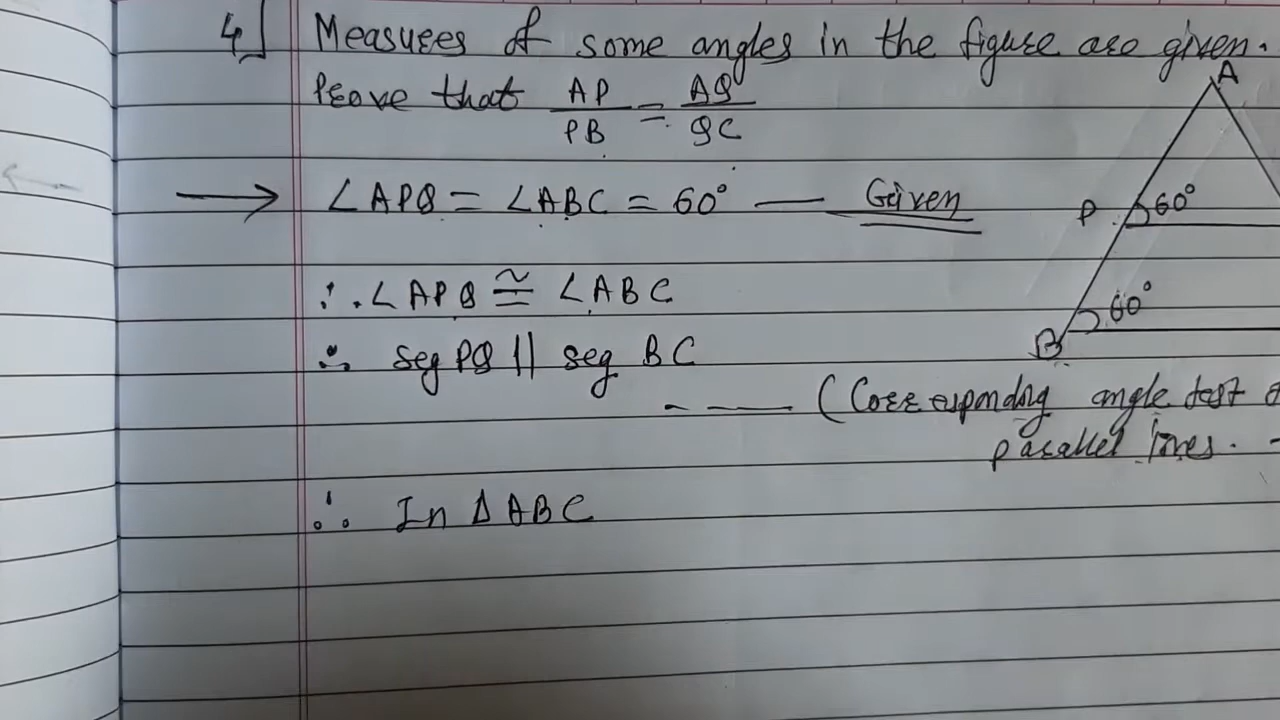 4] Measures of some angles in the figure are given.
Prove that AP/PB = AQ/QC
→ ∠APQ = ∠ABC = 60° — Given
∴ ∠APQ ≅ ∠ABC
∴ seg PQ || seg BC
- — (Corresponding angle test
parallel lines. -
∴ In Δ ABC
A
P 60°
B 60°